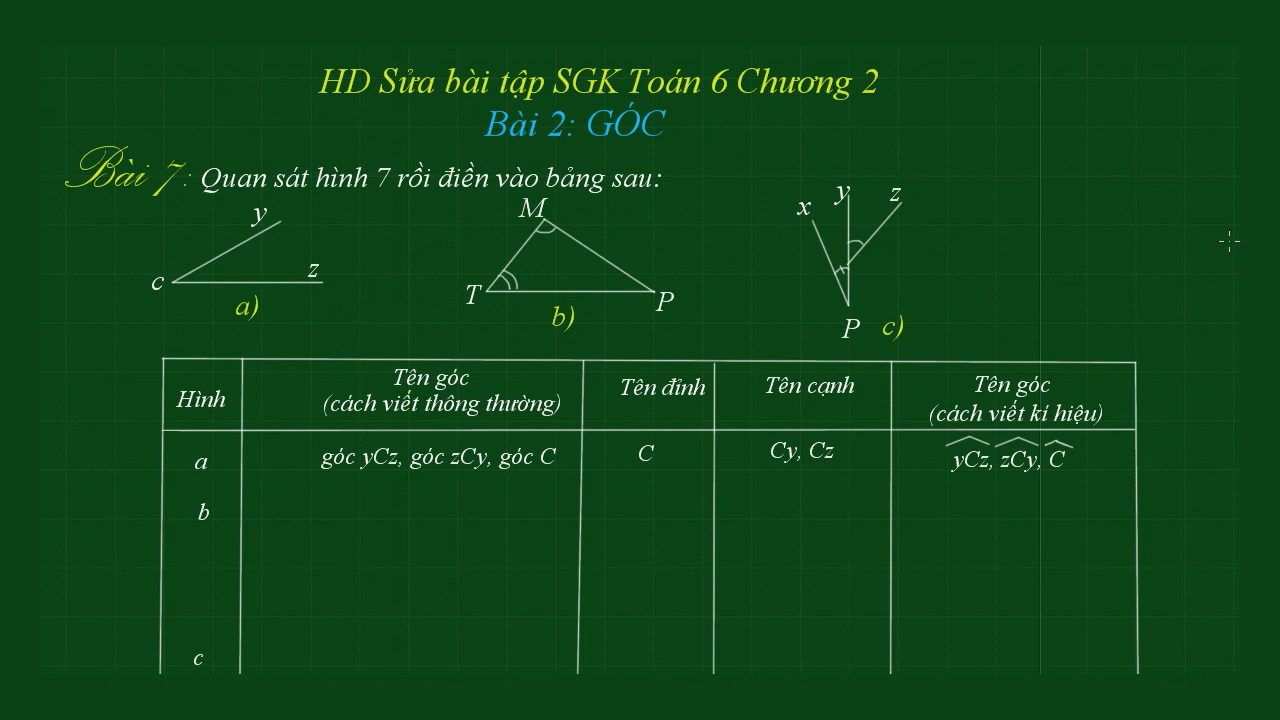 HD Sửa bài tập SGK Toán 6 Chương 2
Bài 2: GÓC
Bài 7: Quan sát hình 7 rồi điền vào bảng sau:
y
c
z
a)
M
T
P
b)
x
y
z
P
c)
Hình
Tên góc
(cách viết thông thường)
Tên đỉnh
Tên cạnh
Tên góc
(cách viết kí hiệu)
a
góc yCz, góc zCy, góc C
C
Cy, Cz
yCz, zCy, C
b
c